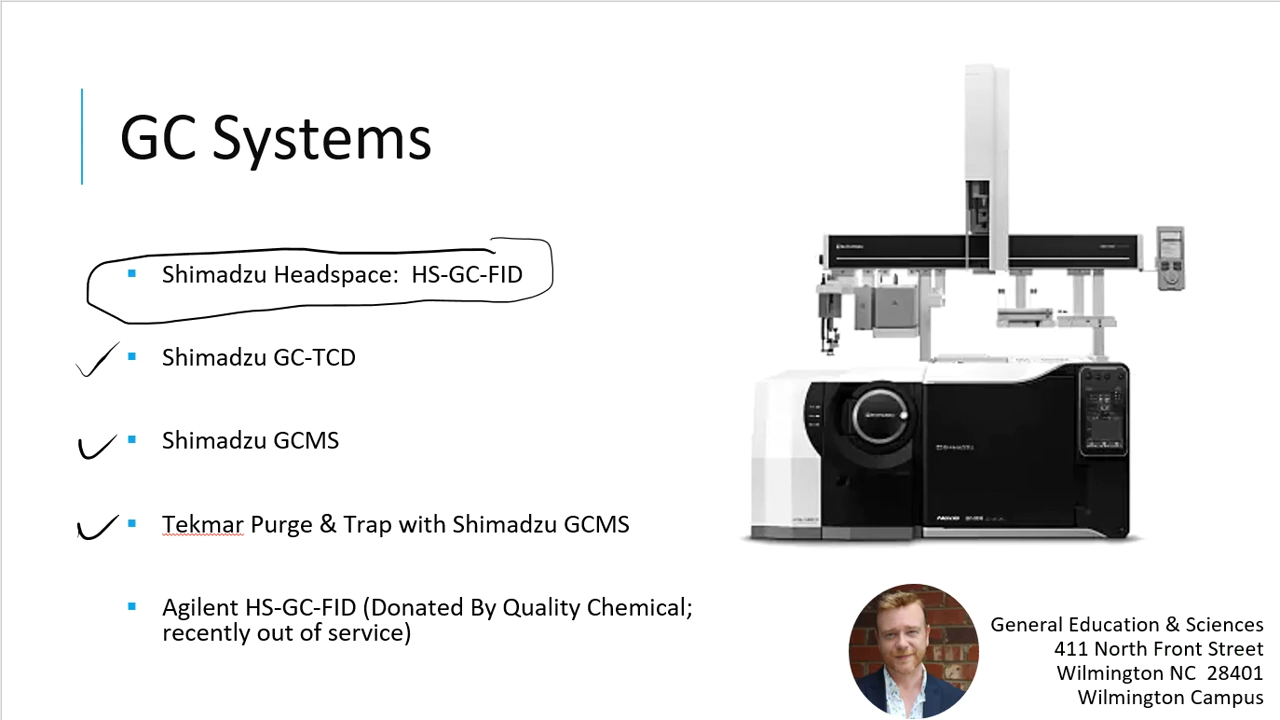 GC Systems
Shimadzu Headspace:  HS-GC-FID
Shimadzu GC-TCD
Shimadzu GCMS
Tekmar Purge & Trap with Shimadzu GCMS
Agilent HS-GC-FID (Donated By Quality Chemical;
recently out of service)
General Education & Sciences
411 North Front Street
Wilmington NC  28401
Wilmington Campus